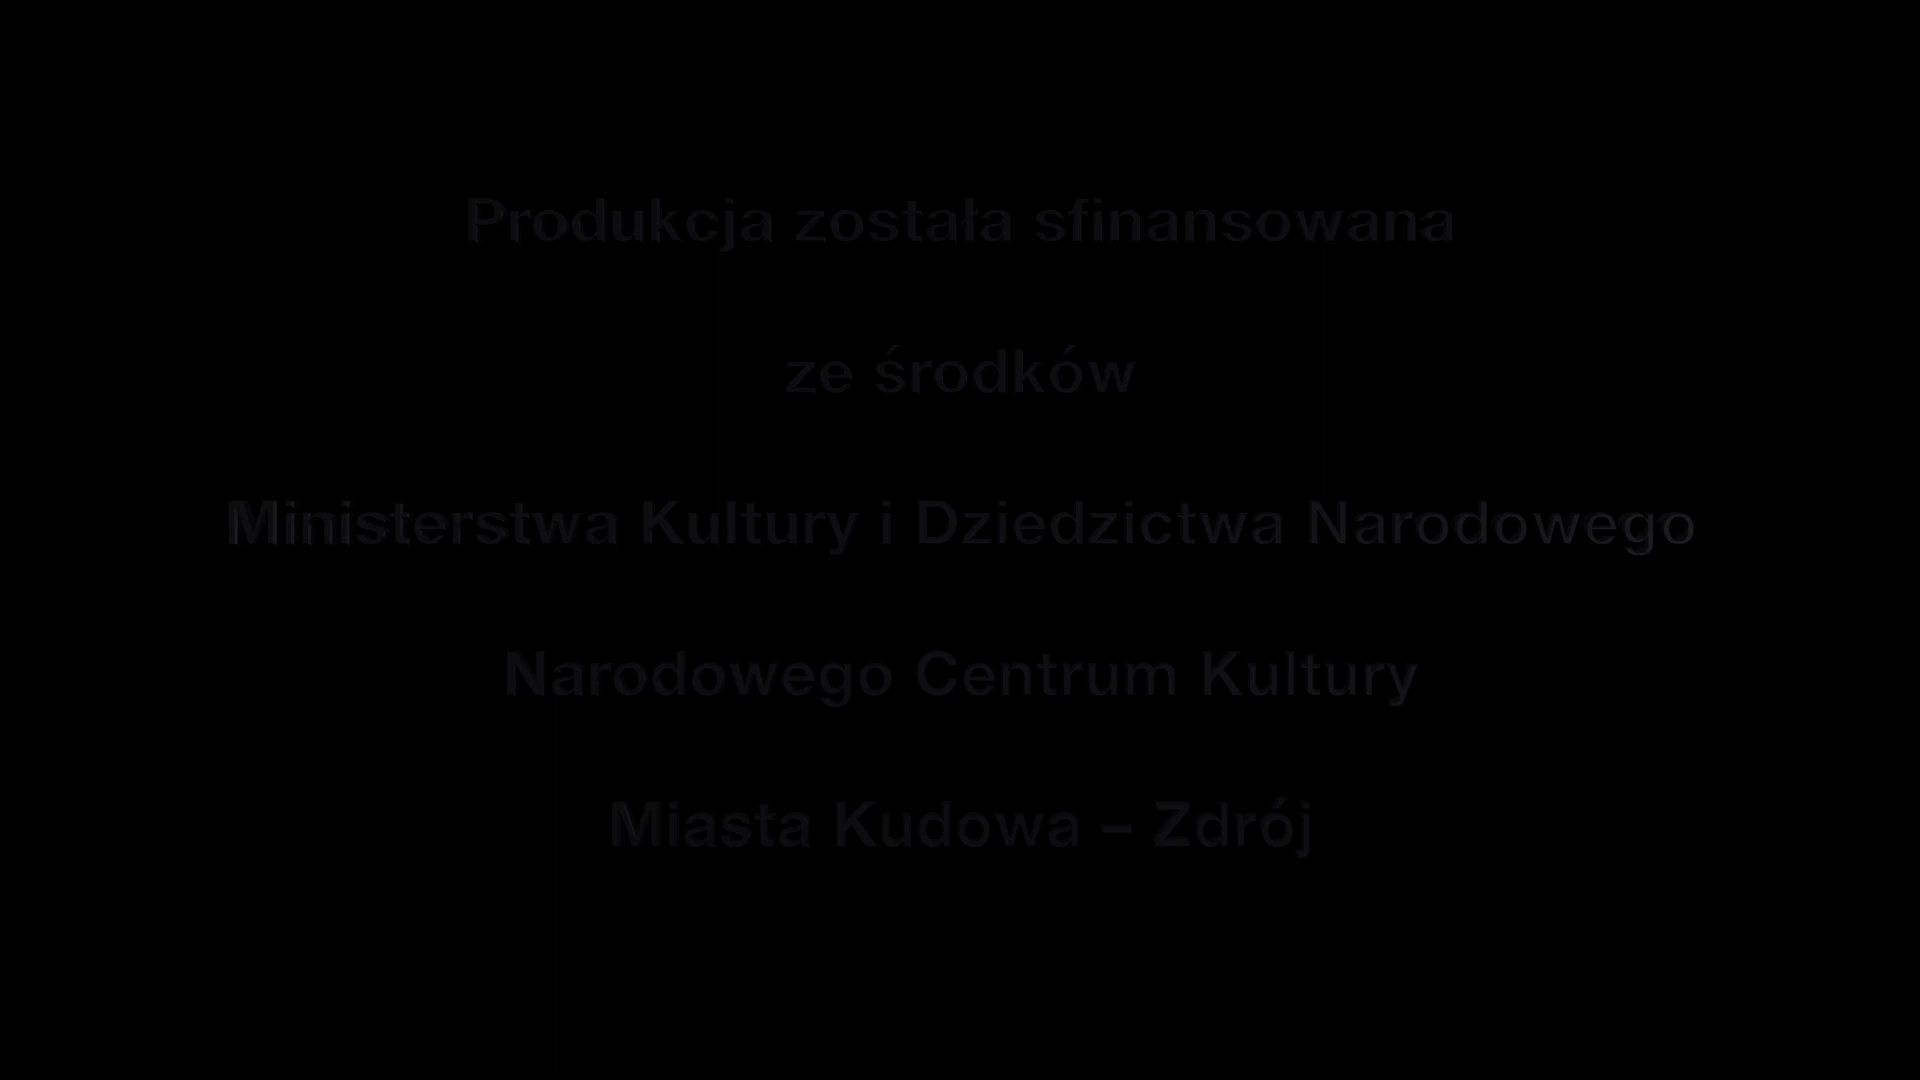 Produkcja została sfinansowana
ze środków
Ministerstwa Kultury i Dziedzictwa Narodowego
Narodowego Centrum Kultury
Miasta Kudowa – Zdrój